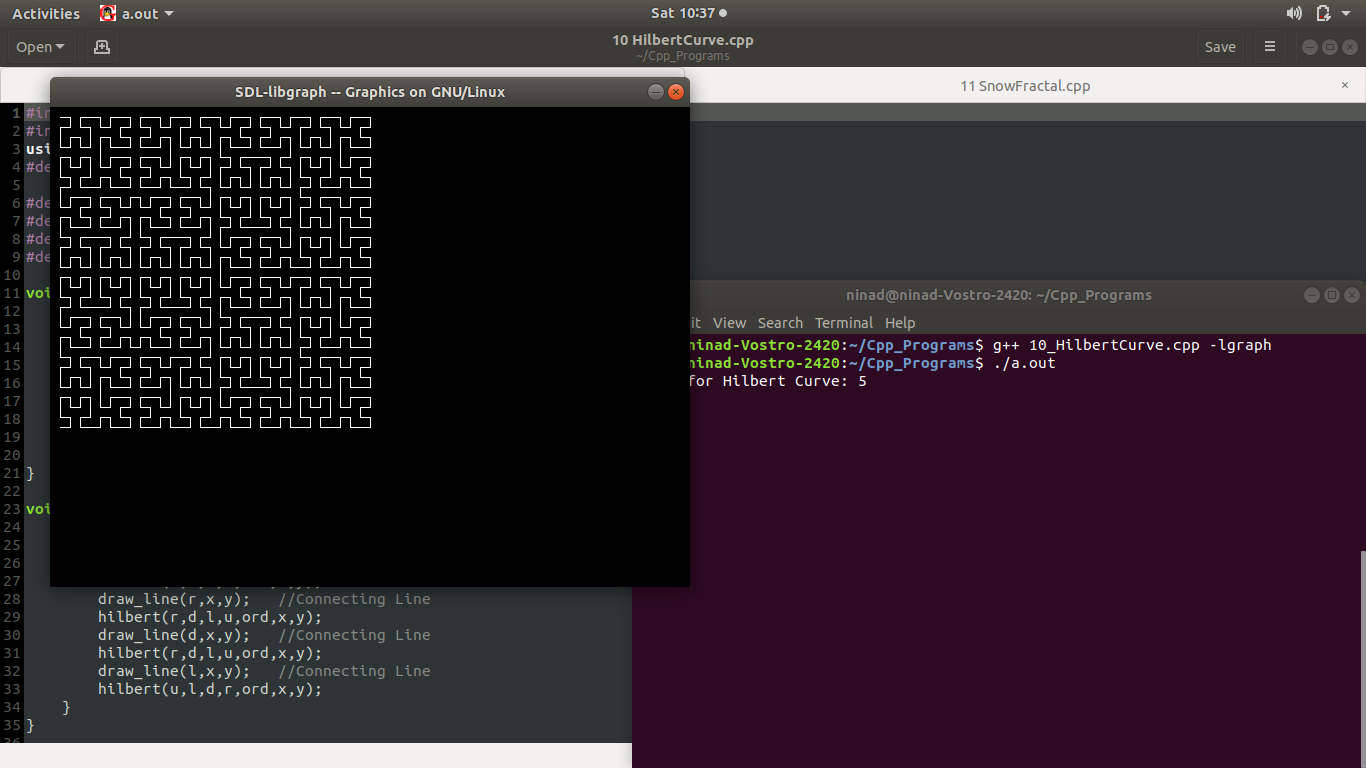 Activities a.out Sat 10:37
Open 10 HilbertCurve.cpp Save
~/Cpp_Programs
11 SnowFractal.cpp ×
SDL-libgraph -- Graphics on GNU/Linux
1 #in
2 #in
3 usi
4 #de
5
6 #de
7 #de
8 #de
9 #de
10
11 voi
12
13
14
15
16
17
18
19
20
21 }
22
23 voi
24
25
26
27
28 draw_line(r,x,y); //Connecting Line
29 hilbert(r,d,l,u,ord,x,y);
30 draw_line(d,x,y); //Connecting Line
31 hilbert(r,d,l,u,ord,x,y);
32 draw_line(l,x,y); //Connecting Line
33 hilbert(u,l,d,r,ord,x,y);
34 }
35 }
36
ninad@ninad-Vostro-2420: ~/Cpp_Programs
it View Search Terminal Help
ninad-Vostro-2420:~/Cpp_Programs$ g++ 10_HilbertCurve.cpp -lgraph
ninad-Vostro-2420:~/Cpp_Programs$ ./a.out
for Hilbert Curve: 5